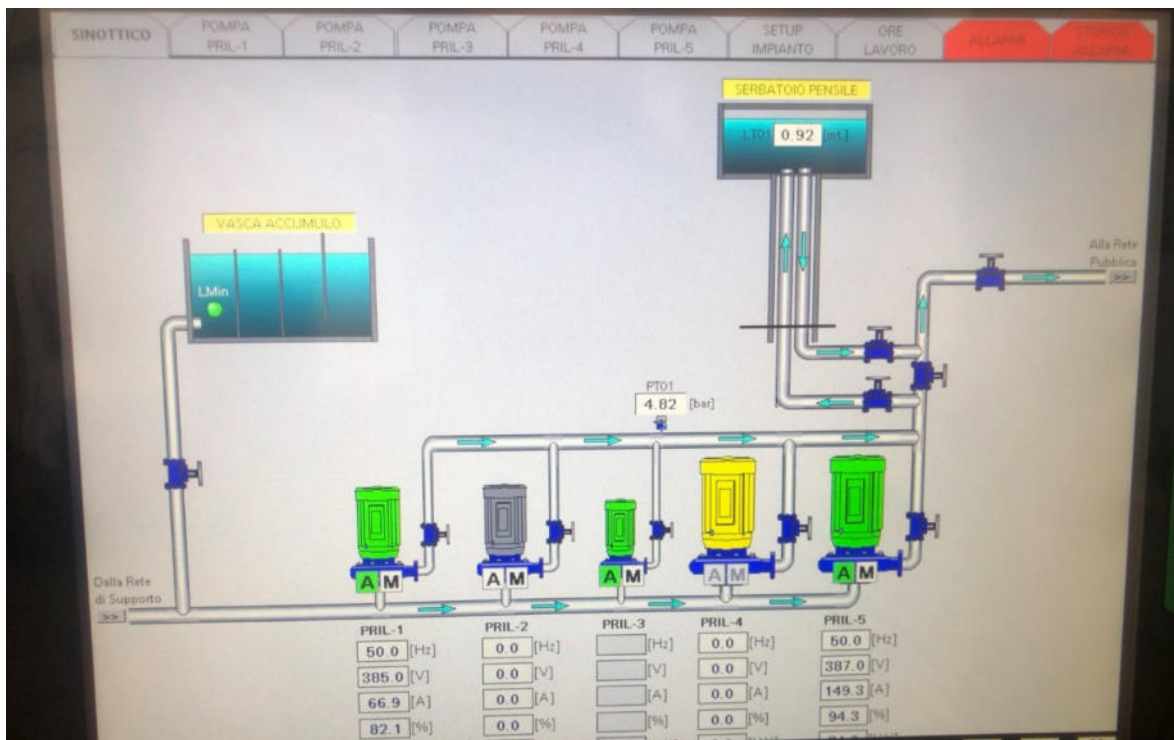 SINOTTICO
POMPA
PRIL-1
POMPA
PRIL-2
POMPA
PRIL-3
POMPA
PRIL-4
POMPA
PRIL-5
SETUP
IMPIANTO
ORE
LAVORO
ALLARMI
STORICO
ALLARMI
SERBATOIO PENSILE
LT01 0.92 [mt]
VASCA ACCUMULO
LMin
Alla Rete
Pubblica
>>
PT01
4.82 [bar]
A M
A M
A M
A M
A M
Dalla Rete
di Supporto
>>
PRIL-1 PRIL-2 PRIL-3 PRIL-4 PRIL-5
50.0 [Hz] 0.0 [Hz] [Hz] 0.0 [Hz] 50.0 [Hz]
385.0 [V] 0.0 [V] [V] 0.0 [V] 387.0 [V]
66.9 [A] 0.0 [A] [A] 0.0 [A] 149.3 [A]
82.1 [%] 0.0 [%] [%] 0.0 [%] 94.3 [%]